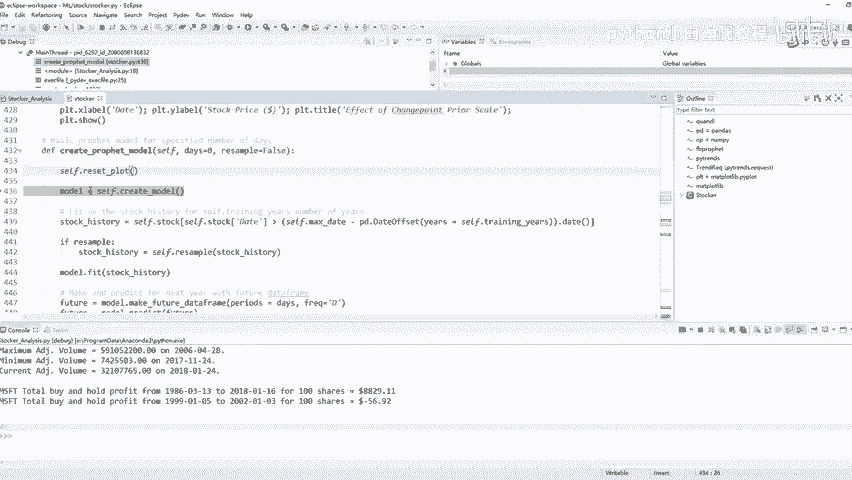 eclipse-workspace - ML/stock/stocker.py - Eclipse
File Edit Source Refactoring Navigate Search Project Pydev Run Window Help
Debug
Variables
Breakpoints
MainThread - pid_6292_id_2080698136832
create_prophet_model [stocker.py:436]
<module> [Stocker_Analysis.py:18]
execfile [_pydev_execfile.py:25]
Name
Value
Globals
Global variables
Stocker_Analysis
stocker
Outline
428 plt.xlabel('Date'); plt.ylabel('Stock Price ($)'); plt.title('Effect of Changepoint Prior Scale');
429 plt.show()
430
431 # Basic prophet model for specified number of days
432 def create_prophet_model(self, days=0, resample=False):
434 self.reset_plot()
435
436 model = self.create_model()
437
438 # Fit on the stock history for self.training_years number of years
439 stock_history = self.stock[self.stock['Date'] > (self.max_date - pd.DateOffset(years = self.training_years)).date()]
440
441 if resample:
442 stock_history = self.resample(stock_history)
443
444 model.fit(stock_history)
445
446 # Make and predict for next year with future dataframe
447 future = model.make_future_dataframe(periods = days, freq='D')
448 future = model.predict(future)
type filter text
quandl
pd = pandas
np = numpy
fbprophet
pytrends
TrendReq (pytrends.request)
plt = matplotlib.pyplot
matplotlib
Stocker
Console
Tasks
Stocker_Analysis.py [debug] [e:\ProgramData\Anaconda3\python.exe]
Maximum Adj. Volume = 591052200.00 on 2006-04-28.
Minimum Adj. Volume = 7425503.00 on 2017-11-24.
Current Adj. Volume = 32107765.00 on 2018-01-24.
MSFT Total buy and hold profit from 1986-03-13 to 2018-01-16 for 100 shares = $8829.11
MSFT Total buy and hold profit from 1999-01-05 to 2002-01-03 for 100 shares = $-56.92
>>>
Writable Insert 434 : 26